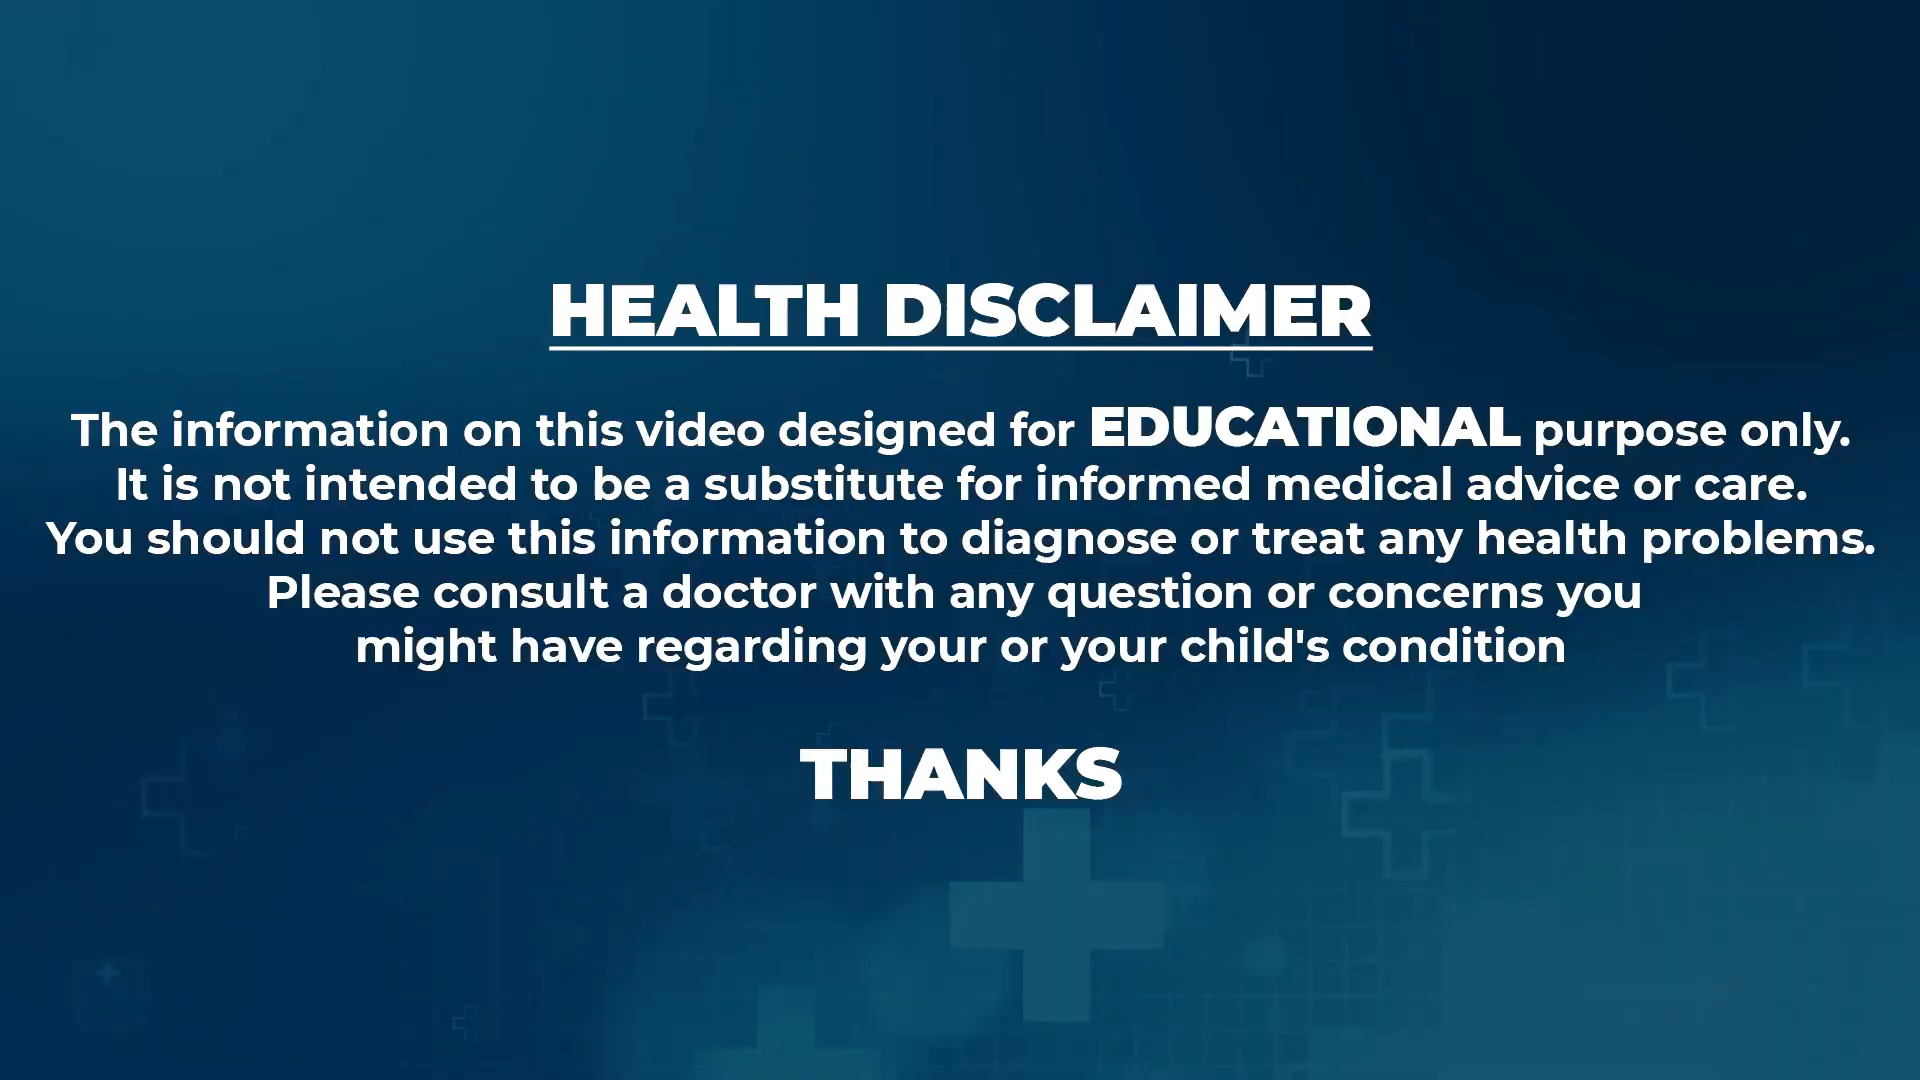 HEALTH DISCLAIMER
The information on this video designed for EDUCATIONAL purpose only.
It is not intended to be a substitute for informed medical advice or care.
You should not use this information to diagnose or treat any health problems.
Please consult a doctor with any question or concerns you
might have regarding your or your child's condition
THANKS